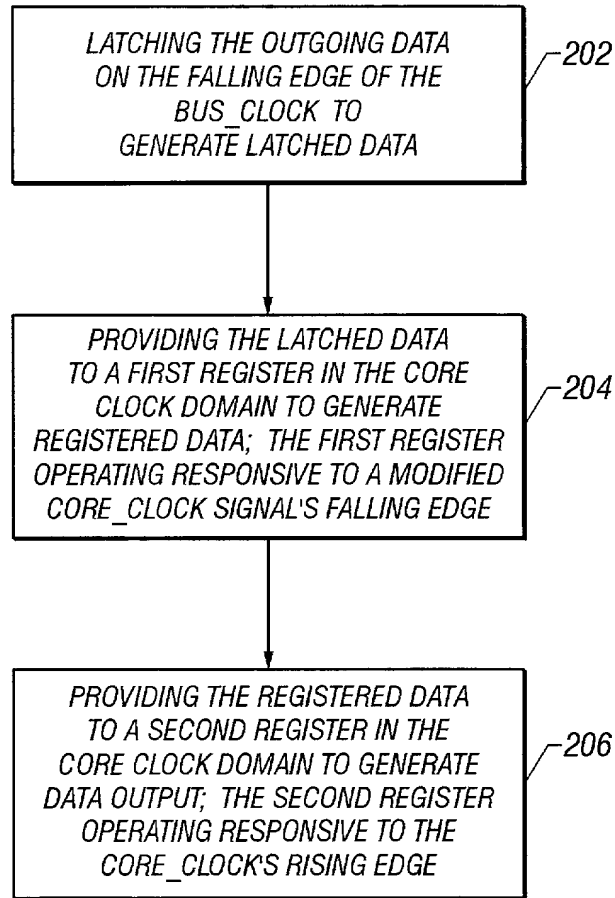 LATCHING THE OUTGOING DATA
ON THE FALLING EDGE OF THE
BUS_CLOCK TO
GENERATE LATCHED DATA
202
PROVIDING THE LATCHED DATA
TO A FIRST REGISTER IN THE CORE
CLOCK DOMAIN TO GENERATE
REGISTERED DATA; THE FIRST REGISTER
OPERATING RESPONSIVE TO A MODIFIED
CORE_CLOCK SIGNAL'S FALLING EDGE
204
PROVIDING THE REGISTERED DATA
TO A SECOND REGISTER IN THE
CORE CLOCK DOMAIN TO GENERATE
DATA OUTPUT; THE SECOND REGISTER
OPERATING RESPONSIVE TO THE
CORE_CLOCK'S RISING EDGE
206